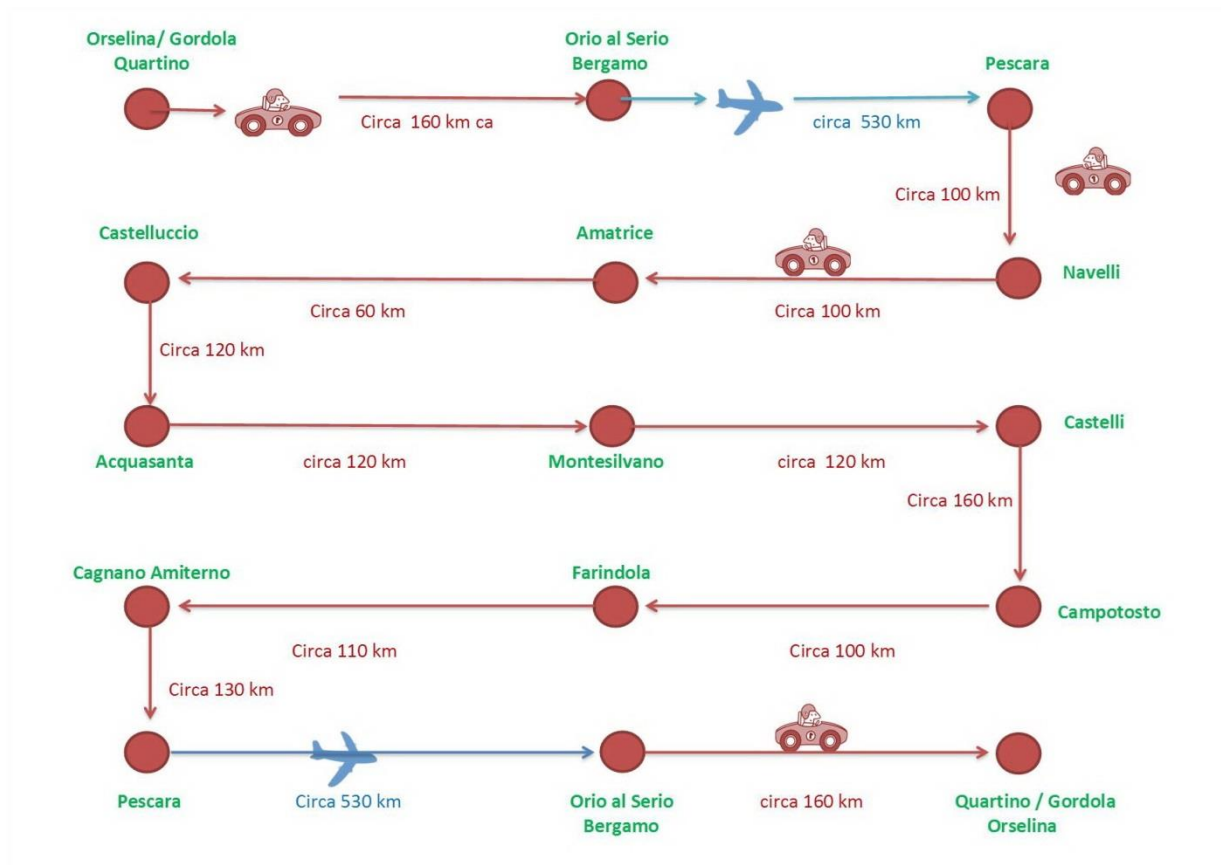 Orselina/ Gordola
Quartino
Orio al Serio
Bergamo
Pescara
Circa 160 km ca
circa 530 km
Circa 100 km
Castelluccio
Amatrice
Navelli
Circa 60 km
Circa 100 km
Circa 120 km
Castelli
Acquasanta
circa 120 km
Montesilvano
circa 120 km
Circa 160 km
Cagnano Amiterno
Farindola
Campotosto
Circa 110 km
Circa 100 km
Circa 130 km
Pescara
Circa 530 km
Orio al Serio
Bergamo
circa 160 km
Quartino / Gordola
Orselina